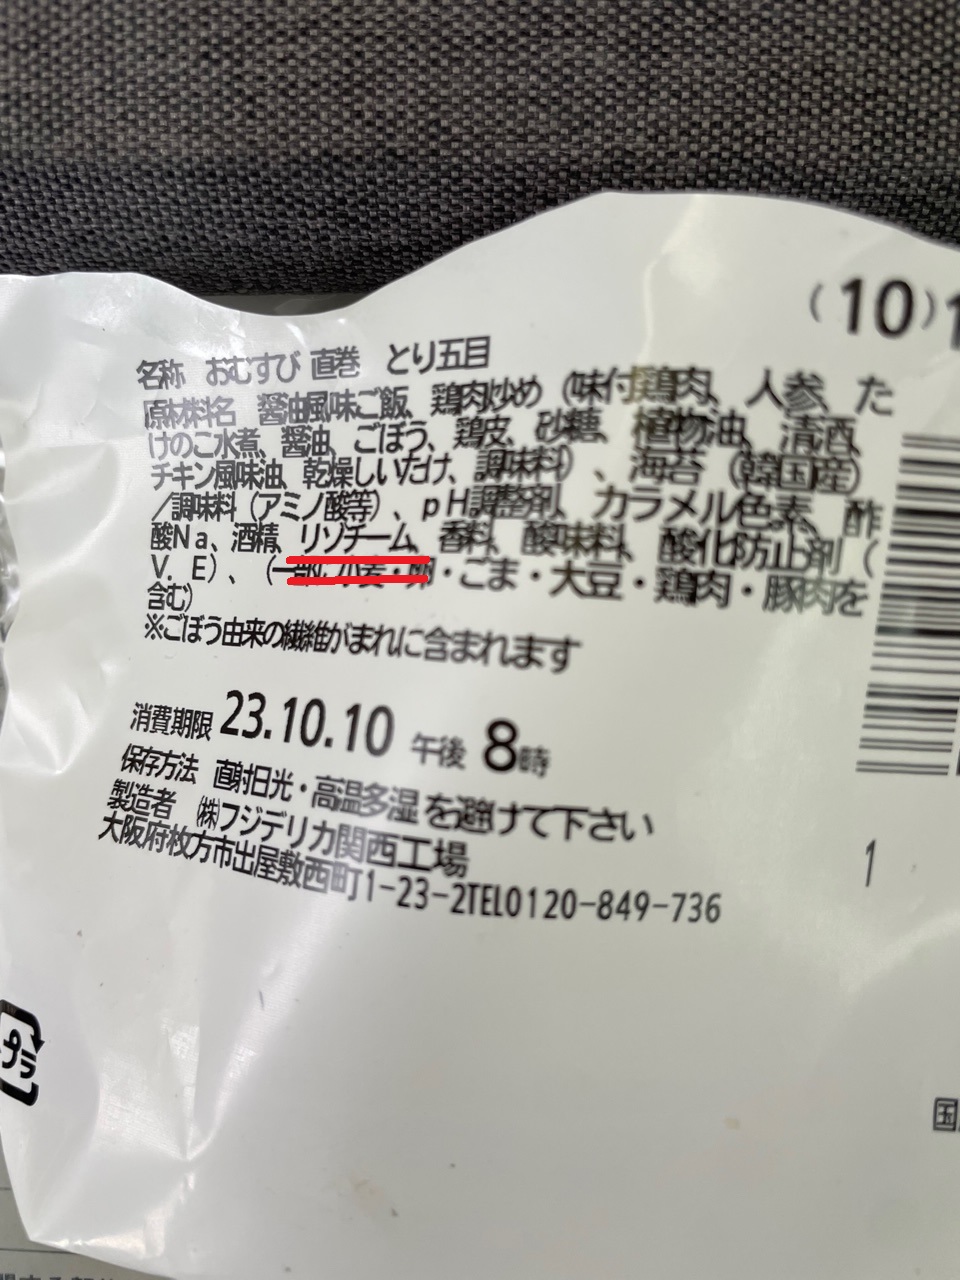 (10)1
名称 おむすび 直巻 とり五目
原材料名 醤油風味ご飯、鶏肉炒め（味付鶏肉、人参、た
けのこ水煮、醤油、ごぼう、鶏皮、砂糖、植物油、清酒、
チキン風味油、乾燥しいたけ、調味料）、海苔（韓国産）
／調味料（アミノ酸等）、pH調整剤、カラメル色素、酢
酸Na、酒精、リゾチーム、香料、酸味料、酸化防止剤（
V.E）、（一部に小麦・卵・ごま・大豆・鶏肉・豚肉を
含む）
※ごぼう由来の繊維がまれに含まれます
消費期限 23.10.10 午後 8時
保存方法 直射日光・高温多湿を避けて下さい
製造者 ㈱フジデリカ関西工場
大阪府枚方市出屋敷西町1-23-2TEL0120-849-736
1
プラ
国